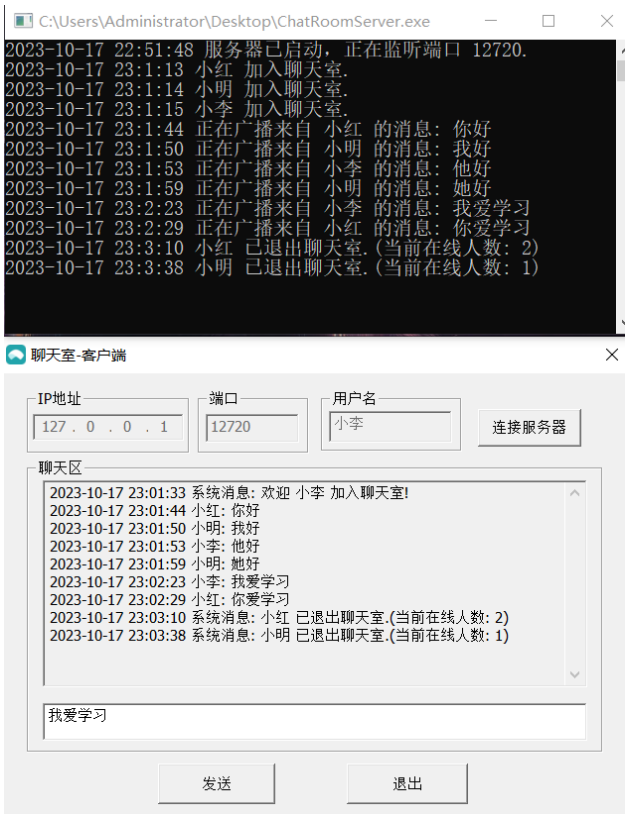 C:\Users\Administrator\Desktop\ChatRoomServer.exe
2023-10-17 22:51:48 服务器已启动, 正在监听端口 12720.
2023-10-17 23:1:13 小红 加入聊天室.
2023-10-17 23:1:14 小明 加入聊天室.
2023-10-17 23:1:15 小李 加入聊天室.
2023-10-17 23:1:44 正在广播来自 小红 的消息: 你好
2023-10-17 23:1:50 正在广播来自 小明 的消息: 我好
2023-10-17 23:1:53 正在广播来自 小李 的消息: 他好
2023-10-17 23:1:59 正在广播来自 小明 的消息: 她好
2023-10-17 23:2:23 正在广播来自 小李 的消息: 我爱学习
2023-10-17 23:2:29 正在广播来自 小红 的消息: 你爱学习
2023-10-17 23:3:10 小红 已退出聊天室.(当前在线人数: 2)
2023-10-17 23:3:38 小明 已退出聊天室.(当前在线人数: 1)
聊天室-客户端
IP地址 端口 用户名
127 . 0 . 0 . 1 12720 小李 连接服务器
聊天区
2023-10-17 23:01:33 系统消息: 欢迎 小李 加入聊天室!
2023-10-17 23:01:44 小红: 你好
2023-10-17 23:01:50 小明: 我好
2023-10-17 23:01:53 小李: 他好
2023-10-17 23:01:59 小明: 她好
2023-10-17 23:02:23 小李: 我爱学习
2023-10-17 23:02:29 小红: 你爱学习
2023-10-17 23:03:10 系统消息: 小红 已退出聊天室.(当前在线人数: 2)
2023-10-17 23:03:38 系统消息: 小明 已退出聊天室.(当前在线人数: 1)
我爱学习
发送 退出